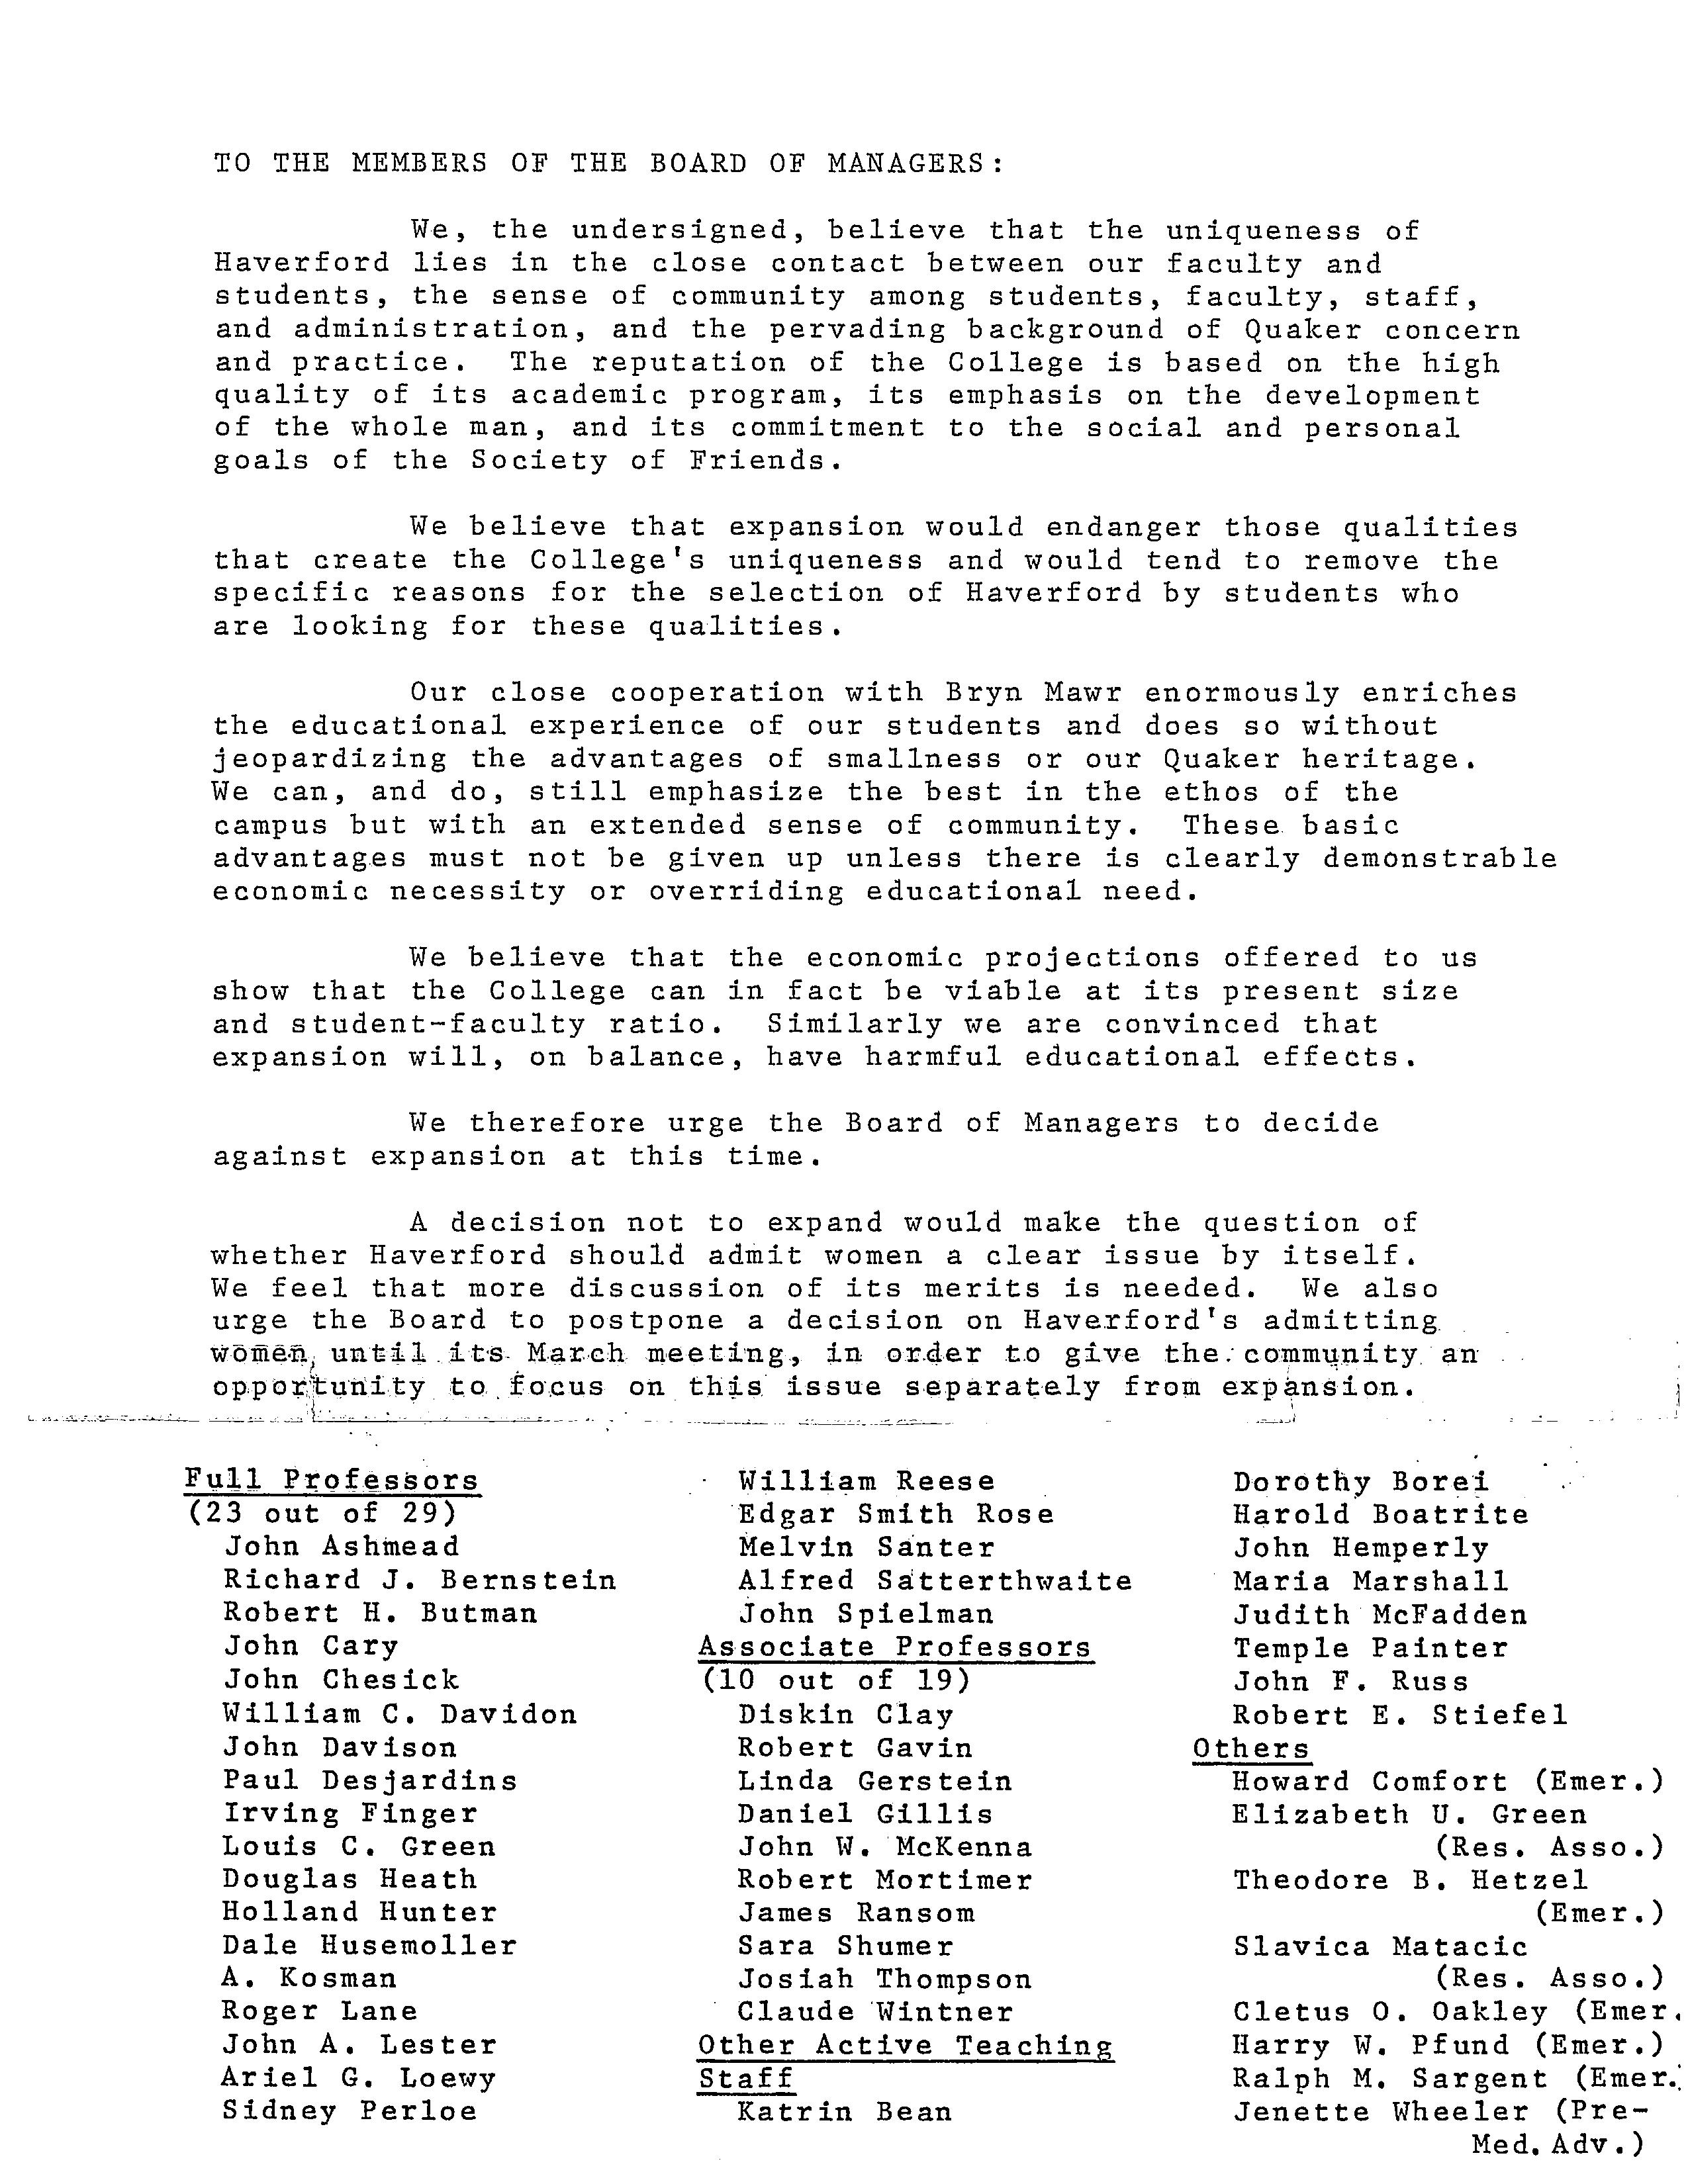 TO THE MEMBERS OF THE BOARD OF MANAGERS:
We, the undersigned, believe that the uniqueness of
Haverford lies in the close contact between our faculty and
students, the sense of community among students, faculty, staff,
and administration, and the pervading background of Quaker concern
and practice. The reputation of the College is based on the high
quality of its academic program, its emphasis on the development
of the whole man, and its commitment to the social and personal
goals of the Society of Friends.
We believe that expansion would endanger those qualities
that create the College's uniqueness and would tend to remove the
specific reasons for the selection of Haverford by students who
are looking for these qualities.
Our close cooperation with Bryn Mawr enormously enriches
the educational experience of our students and does so without
jeopardizing the advantages of smallness or our Quaker heritage.
We can, and do, still emphasize the best in the ethos of the
campus but with an extended sense of community. These basic
advantages must not be given up unless there is clearly demonstrable
economic necessity or overriding educational need.
We believe that the economic projections offered to us
show that the College can in fact be viable at its present size
and student-faculty ratio. Similarly we are convinced that
expansion will, on balance, have harmful educational effects.
We therefore urge the Board of Managers to decide
against expansion at this time.
A decision not to expand would make the question of
whether Haverford should admit women a clear issue by itself.
We feel that more discussion of its merits is needed. We also
urge the Board to postpone a decision on Haverford's admitting
women until its March meeting, in order to give the community an
opportunity to focus on this issue separately from expansion.
Full Professors
(23 out of 29)
John Ashmead
Richard J. Bernstein
Robert H. Butman
John Cary
John Chesick
William C. Davidon
John Davison
Paul Desjardins
Irving Finger
Louis C. Green
Douglas Heath
Holland Hunter
Dale Husemoller
A. Kosman
Roger Lane
John A. Lester
Ariel G. Loewy
Sidney Perloe
William Reese
Edgar Smith Rose
Melvin Santer
Alfred Satterthwaite
John Spielman
Associate Professors
(10 out of 19)
Diskin Clay
Robert Gavin
Linda Gerstein
Daniel Gillis
John W. McKenna
Robert Mortimer
James Ransom
Sara Shumer
Josiah Thompson
Claude Wintner
Other Active Teaching
Staff
Katrin Bean
Dorothy Borei
Harold Boatrite
John Hemperly
Maria Marshall
Judith McFadden
Temple Painter
John F. Russ
Robert E. Stiefel
Others
Howard Comfort (Emer.)
Elizabeth U. Green
(Res. Asso.)
Theodore B. Hetzel
(Emer.)
Slavica Matacic
(Res. Asso.)
Cletus O. Oakley (Emer.
Harry W. Pfund (Emer.)
Ralph M. Sargent (Emer.
Jenette Wheeler (Pre-
Med. Adv.)